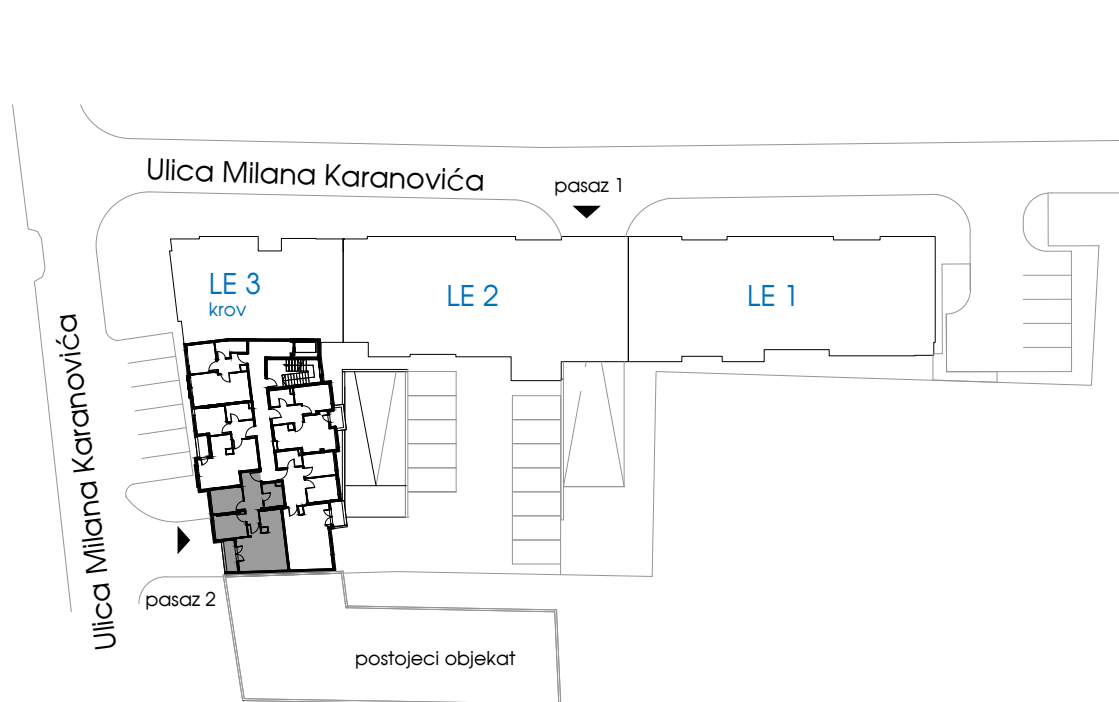 Ulica Milana Karanovića
pasaz 1
LE 3
krov
LE 2
LE 1
Ulica Milana Karanovića
pasaz 2
postojeci objekat